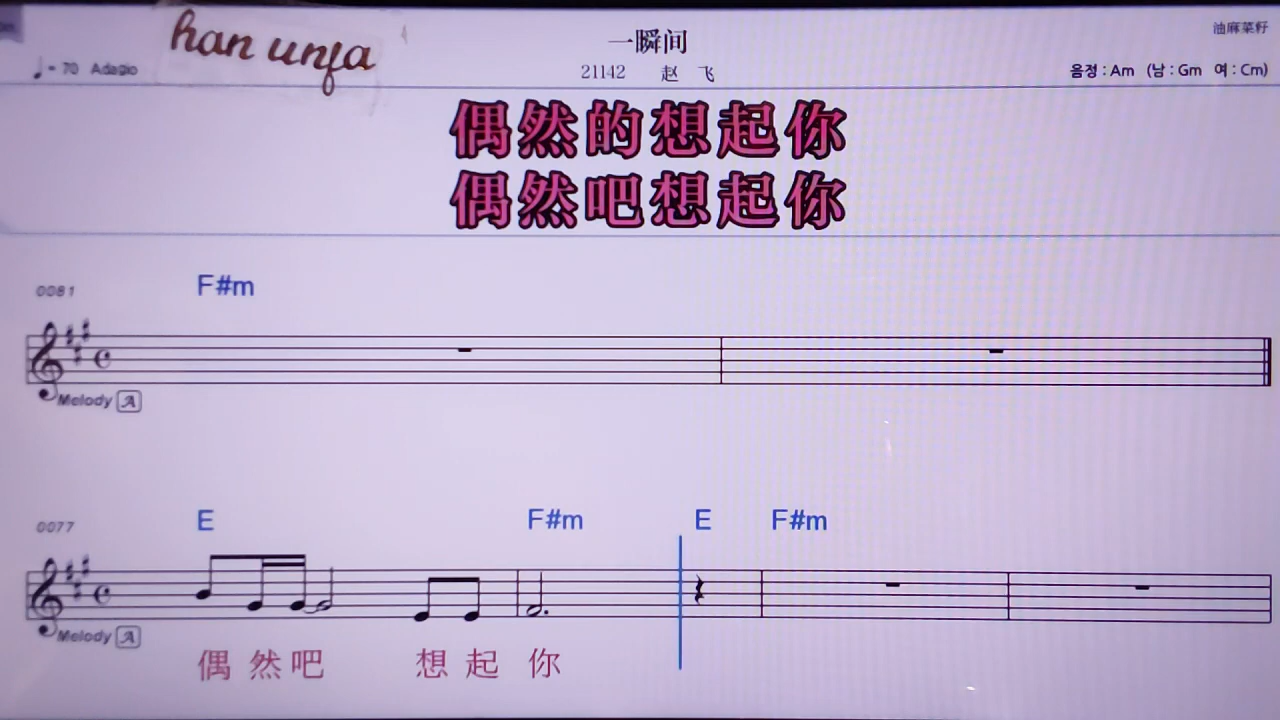 han unja
一瞬间
油麻菜籽
♩= 70 Adagio
21142 赵 飞
음정 : Am (남 : Gm 여 : Cm)
偶然的想起你
偶然吧想起你
0081 F#m
Melody A
0077 E F#m E F#m
Melody A
偶 然 吧 想 起 你